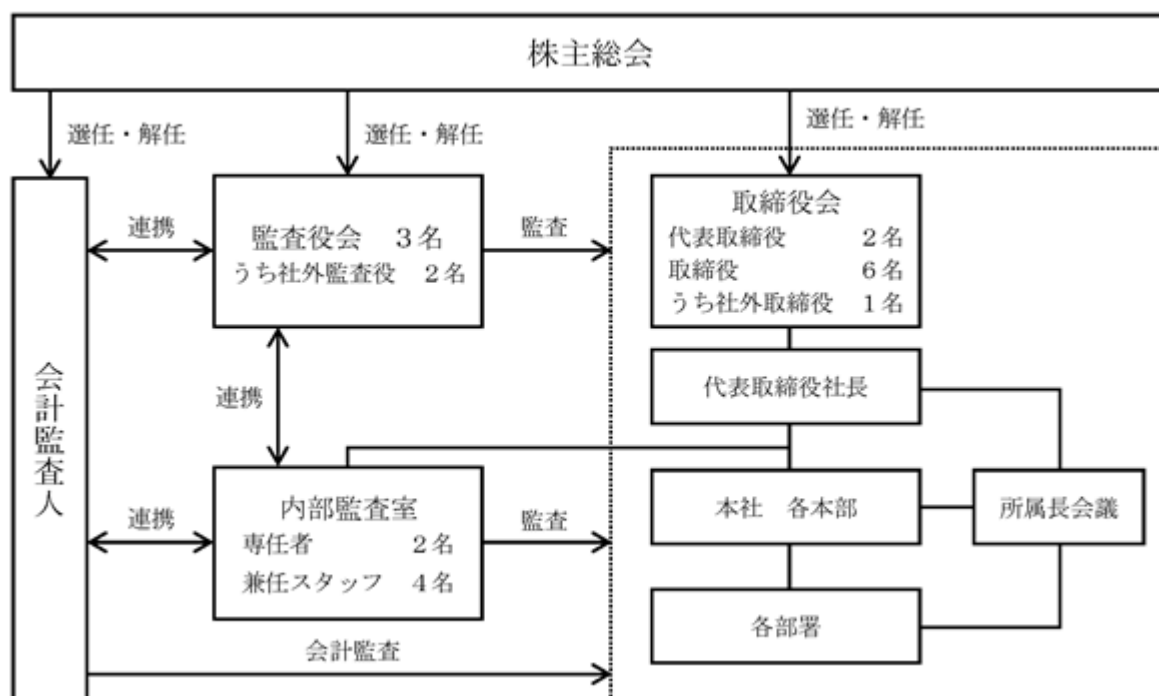 株主総会
選任・解任
選任・解任
選任・解任
会計監査人
連携
監査役会　3名
うち社外監査役　2名
監査
取締役会
代表取締役　2名
取締役　6名
うち社外取締役　1名
連携
代表取締役社長
連携
内部監査室
専任者　2名
兼任スタッフ　4名
監査
本社　各本部
所属長会議
各部署
会計監査